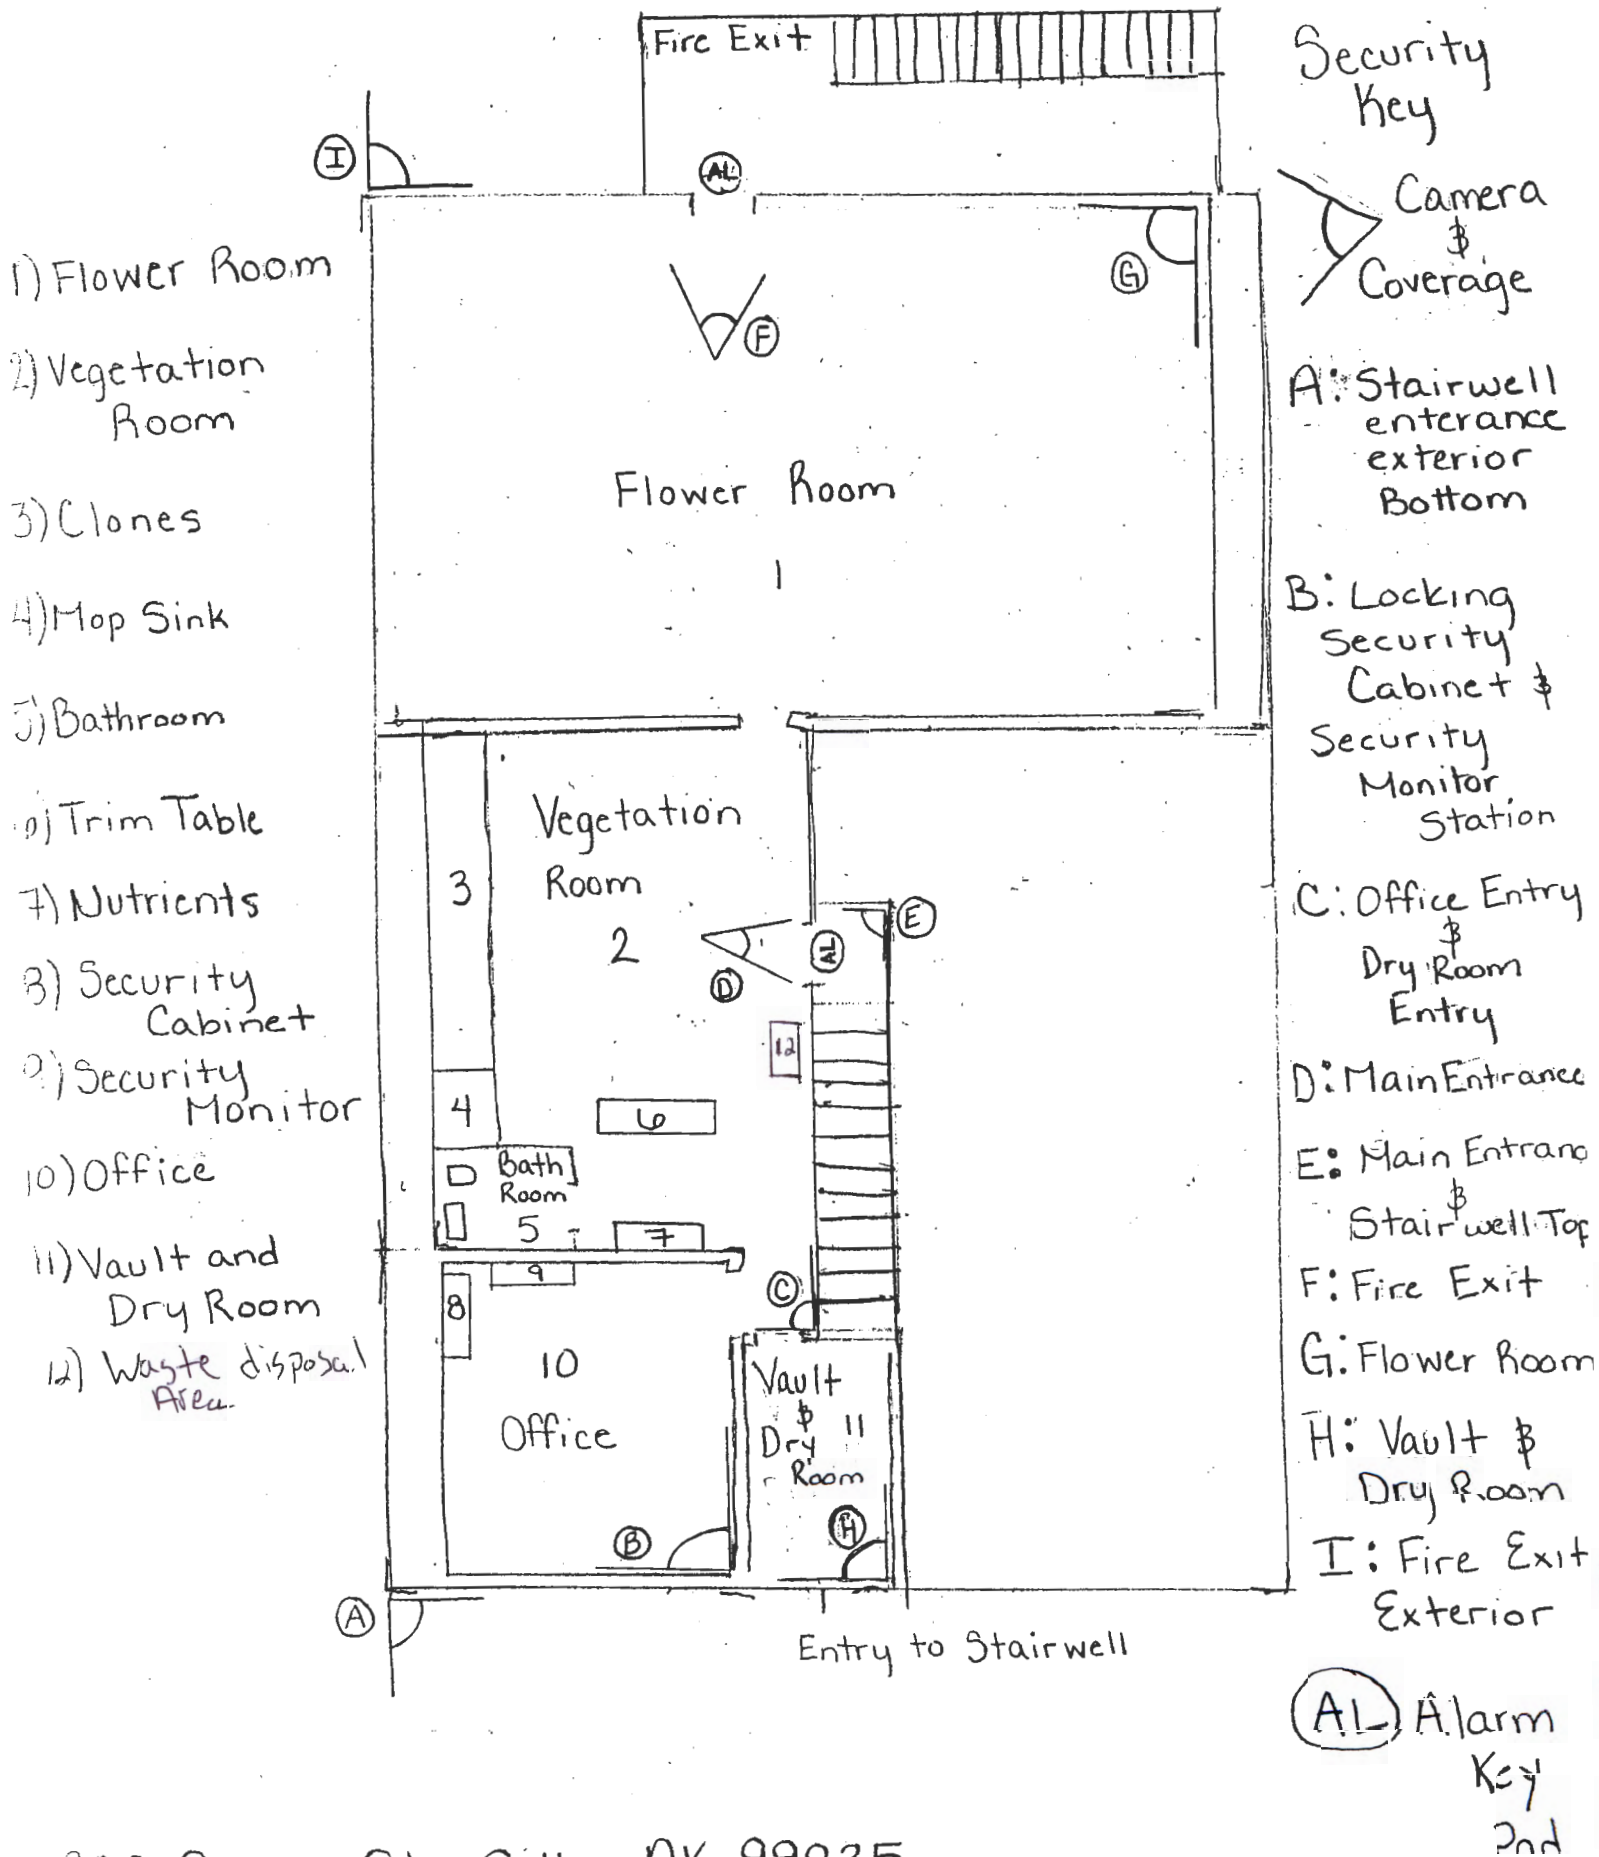 Fire Exit
Security
Key
I
AL
Camera
&
Coverage
G
F
1) Flower Room
2) Vegetation
Room
3) Clones
4) Mop Sink
5) Bathroom
6) Trim Table
7) Nutrients
8) Security
Cabinet
9) Security
Monitor
10) Office
11) Vault and
Dry Room
12) Waste disposal
Area.
Flower Room
1
Vegetation
Room
2
3
E
AL
D
12
4
6
Bath
Room
5
7
C
9
8
10
Office
Vault
&
Dry 11
Room
B
H
A
Entry to Stairwell
A: Stairwell
enterance
exterior
Bottom
B: Locking
Security
Cabinet &
Security
Monitor
Station
C: Office Entry
&
Dry Room
Entry
D: Main Entrance
E: Main Entranc
&
Stairwell Top
F: Fire Exit
G: Flower Room
H: Vault &
Dry Room
I: Fire Exit
Exterior
AL Alarm
Key
Pad
AK 99835